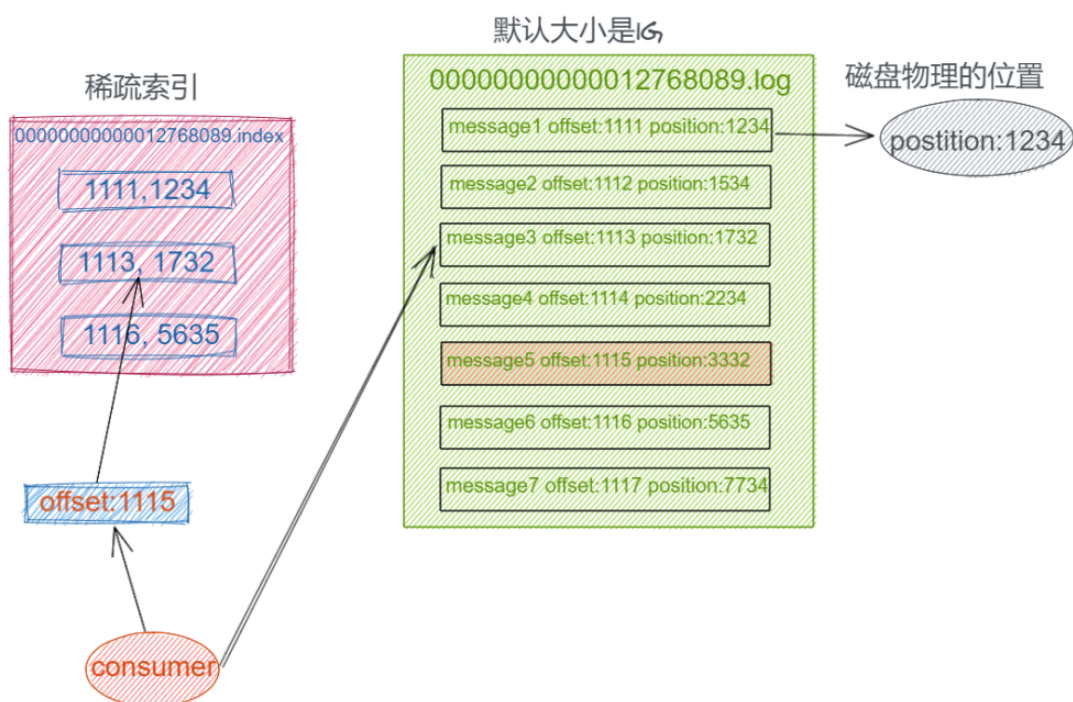 默认大小是1G,
稀疏索引
00000000000012768089.index
1111,1234
1113, 1732
1116, 5635
offset:1115
consumer
00000000000012768089.log
message1 offset:1111 position:1234
message2 offset:1112 position:1534
message3 offset:1113 position:1732
message4 offset:1114 position:2234
message5 offset:1115 position:3332
message6 offset:1116 position:5635
message7 offset:1117 position:7734
磁盘物理的位置
postition:1234